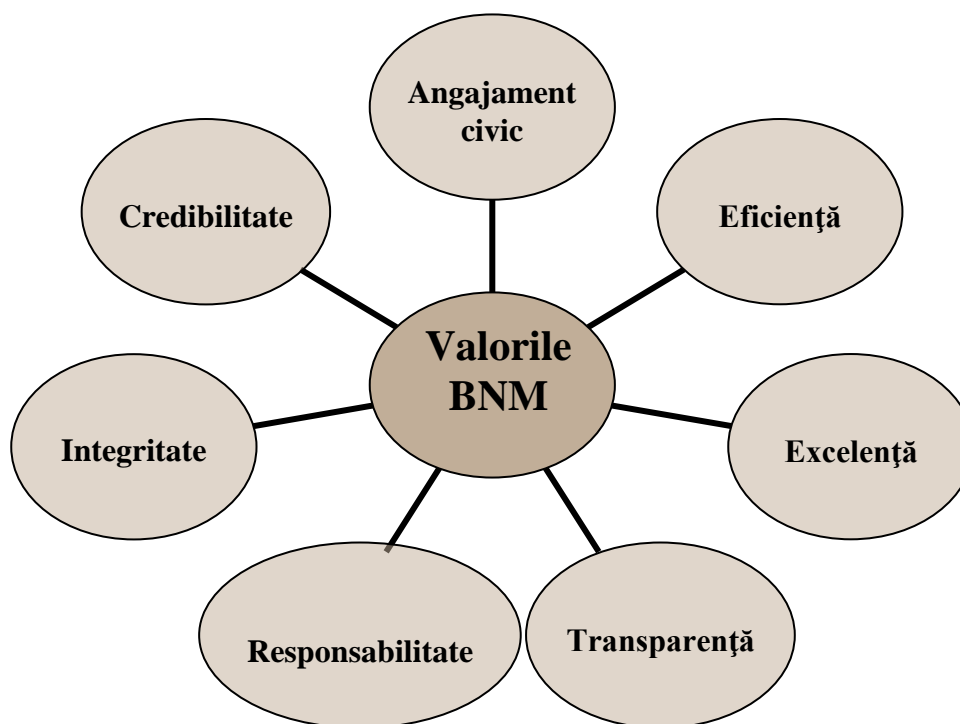 Angajament
civic
Credibilitate
Eficienţă
Valorile
BNM
Integritate
Excelenţă
Responsabilitate
Transparenţă